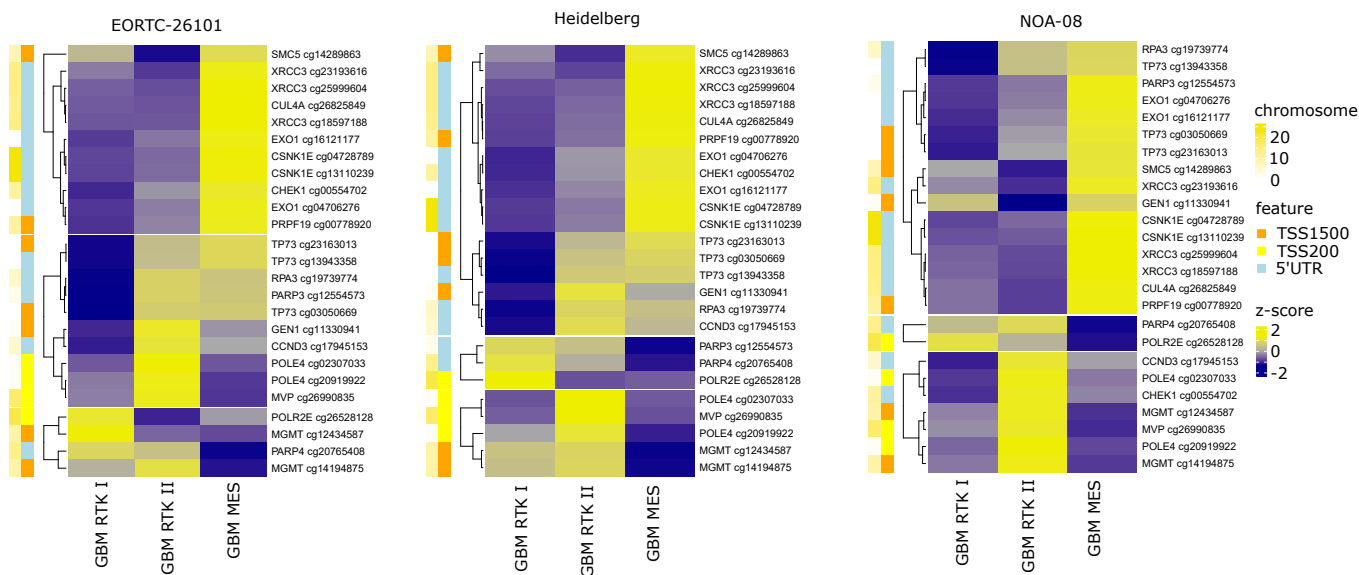 EORTC-26101
SMC5 cg14289863
XRCC3 cg23193616
XRCC3 cg25999604
CUL4A cg26825849
XRCC3 cg18597188
EXO1 cg16121177
CSNK1E cg04728789
CSNK1E cg13110239
CHEK1 cg00554702
EXO1 cg04706276
PRPF19 cg00778920
TP73 cg23163013
TP73 cg13943358
RPA3 cg19739774
PARP3 cg12554573
TP73 cg03050669
GEN1 cg11330941
CCND3 cg17945153
POLE4 cg02307033
POLE4 cg20919922
MVP cg26990835
POLR2E cg26528128
MGMT cg12434587
PARP4 cg20765408
MGMT cg14194875
GBM RTK I
GBM RTK II
GBM MES
Heidelberg
SMC5 cg14289863
XRCC3 cg23193616
XRCC3 cg25999604
XRCC3 cg18597188
CUL4A cg26825849
PRPF19 cg00778920
EXO1 cg04706276
CHEK1 cg00554702
EXO1 cg16121177
CSNK1E cg04728789
CSNK1E cg13110239
TP73 cg23163013
TP73 cg03050669
TP73 cg13943358
GEN1 cg11330941
RPA3 cg19739774
CCND3 cg17945153
PARP3 cg12554573
PARP4 cg20765408
POLR2E cg26528128
POLE4 cg02307033
MVP cg26990835
POLE4 cg20919922
MGMT cg12434587
MGMT cg14194875
GBM RTK I
GBM RTK II
GBM MES
NOA-08
RPA3 cg19739774
TP73 cg13943358
PARP3 cg12554573
EXO1 cg04706276
EXO1 cg16121177
TP73 cg03050669
TP73 cg23163013
SMC5 cg14289863
XRCC3 cg23193616
GEN1 cg11330941
CSNK1E cg04728789
CSNK1E cg13110239
XRCC3 cg25999604
XRCC3 cg18597188
CUL4A cg26825849
PRPF19 cg00778920
PARP4 cg20765408
POLR2E cg26528128
CCND3 cg17945153
POLE4 cg02307033
CHEK1 cg00554702
MGMT cg12434587
MVP cg26990835
POLE4 cg20919922
MGMT cg14194875
GBM RTK I
GBM RTK II
GBM MES
chromosome
20
10
0
feature
TSS1500
TSS200
5'UTR
z-score
2
0
-2